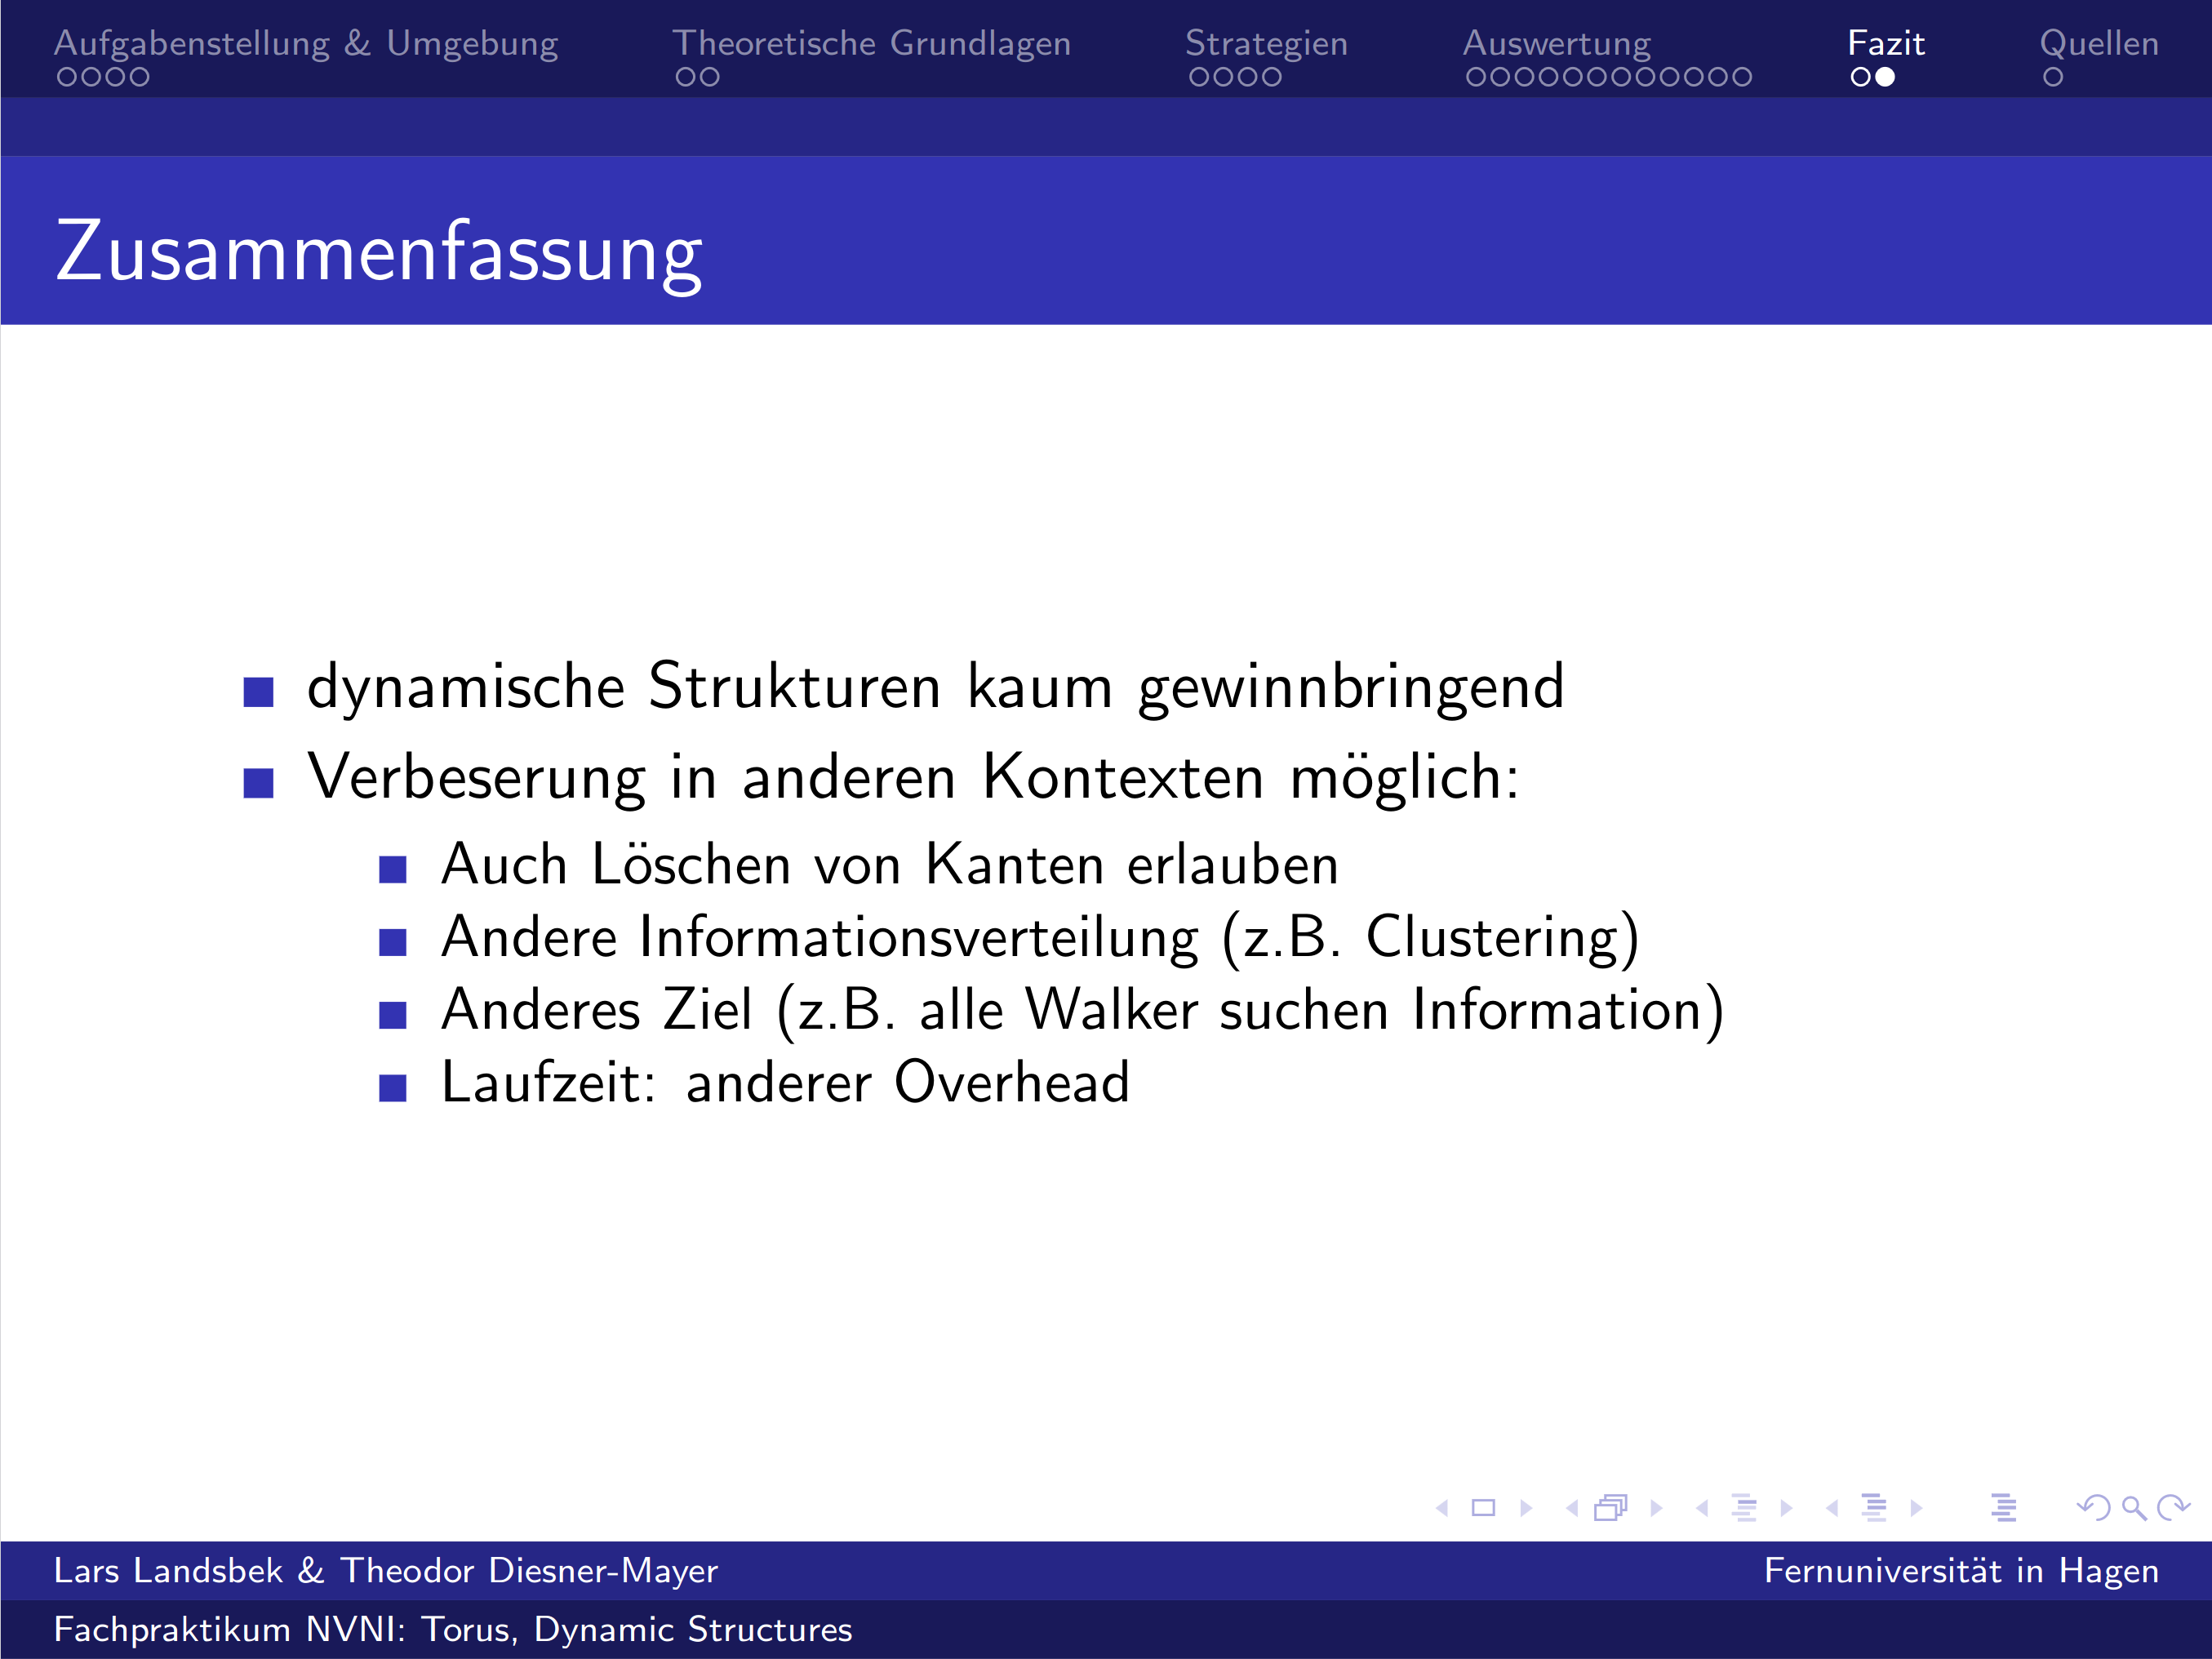 Aufgabenstellung & Umgebung Theoretische Grundlagen Strategien Auswertung Fazit Quellen
Zusammenfassung
dynamische Strukturen kaum gewinnbringend
Verbeserung in anderen Kontexten möglich:
Auch Löschen von Kanten erlauben
Andere Informationsverteilung (z.B. Clustering)
Anderes Ziel (z.B. alle Walker suchen Information)
Laufzeit: anderer Overhead
Lars Landsbek & Theodor Diesner-Mayer Fernuniversität in Hagen
Fachpraktikum NVNI: Torus, Dynamic Structures